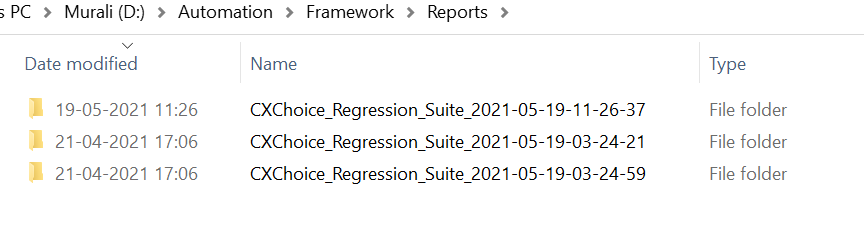 s PC > Murali (D:) > Automation > Framework > Reports >
Date modified Name Type
19-05-2021 11:26 CXChoice_Regression_Suite_2021-05-19-11-26-37 File folder
21-04-2021 17:06 CXChoice_Regression_Suite_2021-05-19-03-24-21 File folder
21-04-2021 17:06 CXChoice_Regression_Suite_2021-05-19-03-24-59 File folder